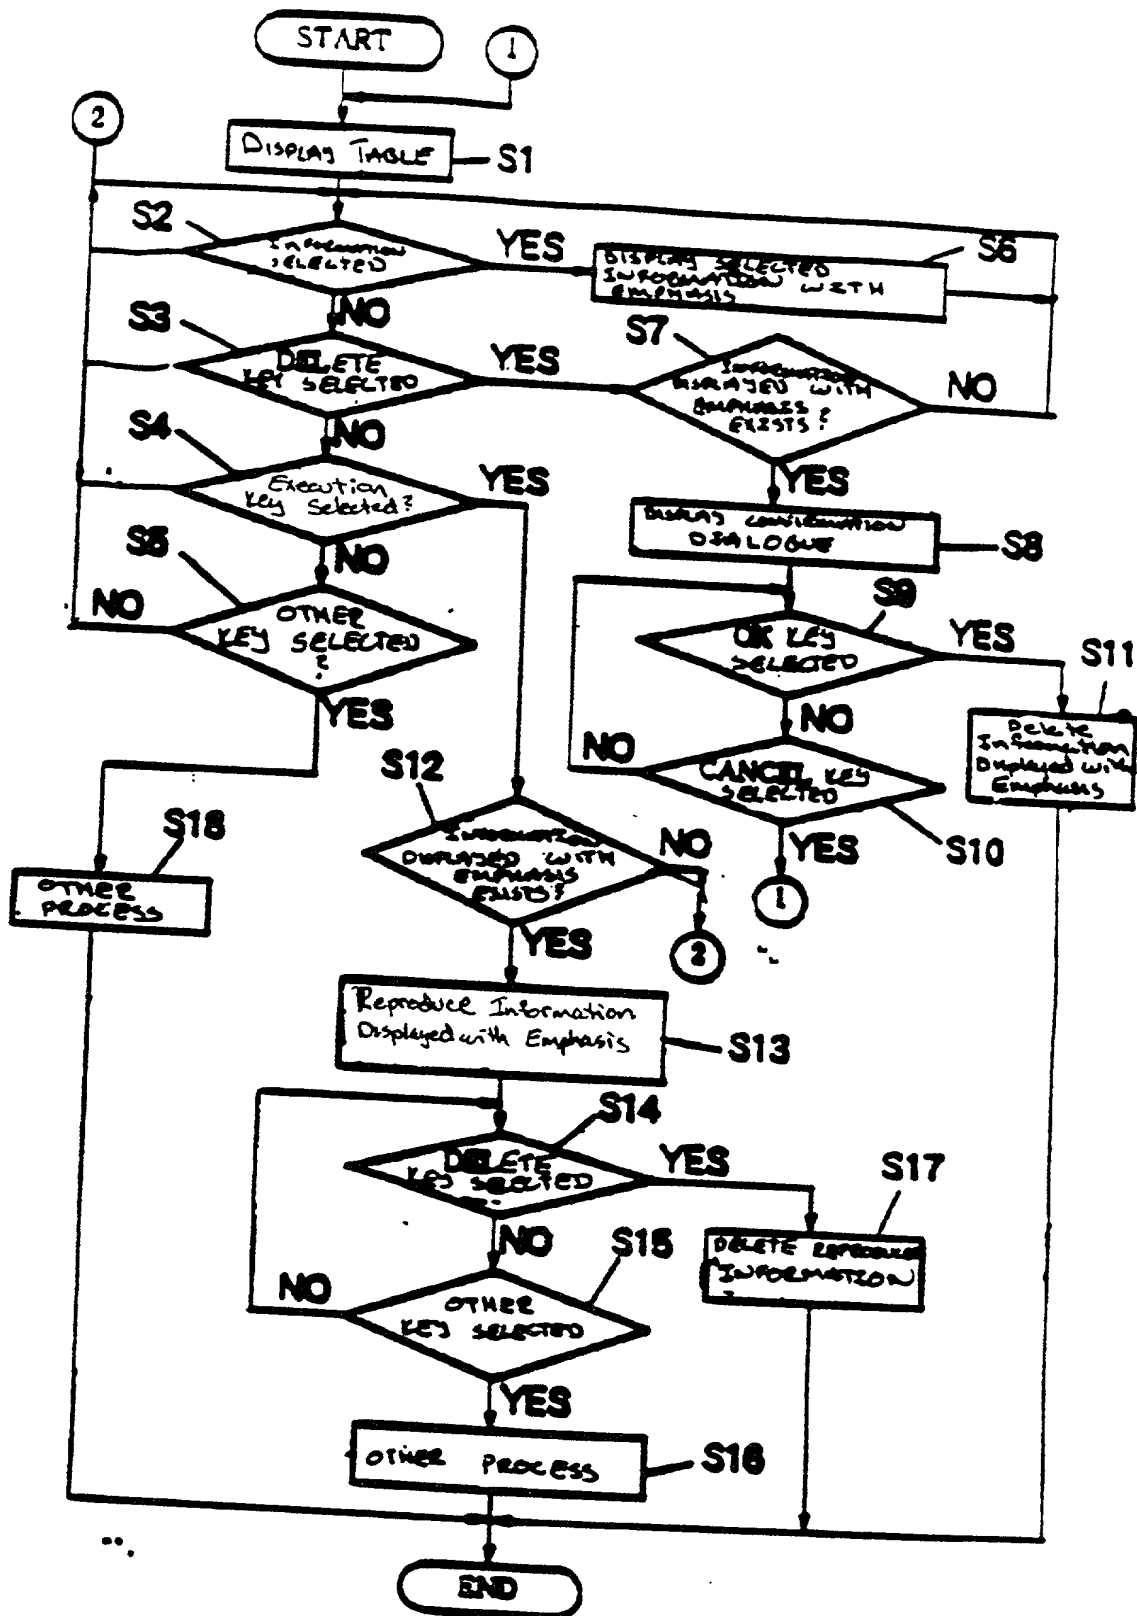 START
1
2
DISPLAY TABLE
S1
S2
INFORMATION
SELECTED
YES
S6
DISPLAY SELECTED
INFORMATION WITH
EMPHASIS
NO
S3
DELETE
KEY SELECTED
YES
S7
INFORMATION
DISPLAYED WITH
EMPHASIS
EXISTS?
NO
NO
S4
Execution
Key Selected?
YES
YES
DISPLAY CONFIRMATION
DIALOGUE
S8
S5
NO
NO
OTHER
KEY SELECTED
?
S9
OK KEY
SELECTED
YES
S11
Delete
Information
Displayed with
Emphasis
YES
NO
NO
CANCEL KEY
SELECTED
S10
YES
1
S12
INFORMATION
DISPLAYED WITH
EMPHASIS
EXISTS?
NO
2
S18
OTHER
PROCESS
YES
Reproduce Information
Displayed with Emphasis
S13
S14
DELETE
KEY SELECTED
YES
S17
DELETE REPRODUCED
INFORMATION
NO
S15
NO
OTHER
KEY SELECTED
YES
OTHER PROCESS
S16
END